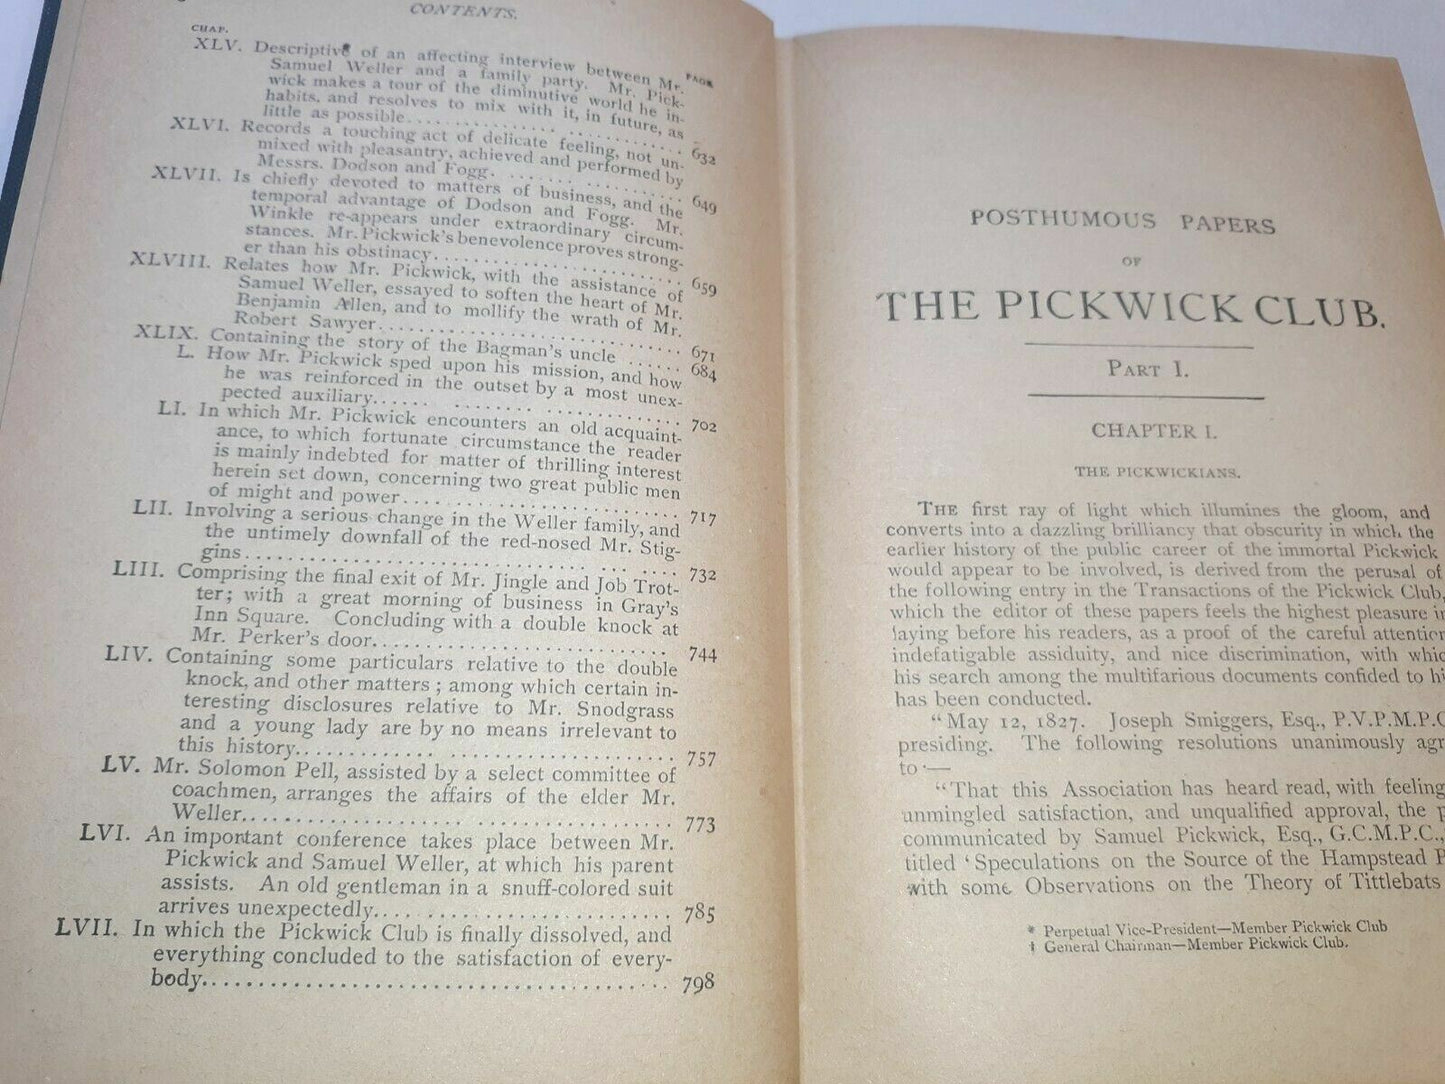 CONTENTS.
CHAP.
PAGE
XLV. Descriptive of an affecting interview between Mr.
Samuel Weller and a family party. Mr. Pick-
wick makes a tour of the diminutive world he in-
habits, and resolves to mix with it, in future, as
little as possible........ 632
XLVI. Records a touching act of delicate feeling, not un-
mixed with pleasantry, achieved and performed by
Messrs. Dodson and Fogg........ 649
XLVII. Is chiefly devoted to matters of business, and the
temporal advantage of Dodson and Fogg. Mr.
Winkle re-appears under extraordinary circum-
stances. Mr. Pickwick's benevolence proves strong-
er than his obstinacy........ 659
XLVIII. Relates how Mr. Pickwick, with the assistance of
Samuel Weller, essayed to soften the heart of Mr.
Benjamin Allen, and to mollify the wrath of Mr.
Robert Sawyer........ 671
XLIX. Containing the story of the Bagman's uncle ...... 684
L. How Mr. Pickwick sped upon his mission, and how
he was reinforced in the outset by a most unex-
pected auxiliary........ 702
LI. In which Mr. Pickwick encounters an old acquaint-
ance, to which fortunate circumstance the reader
is mainly indebted for matter of thrilling interest
herein set down, concerning two great public men
of might and power........ 717
LII. Involving a serious change in the Weller family, and
the untimely downfall of the red-nosed Mr. Stig-
gins........ 732
LIII. Comprising the final exit of Mr. Jingle and Job Trot-
ter; with a great morning of business in Gray's
Inn Square. Concluding with a double knock at
Mr. Perker's door........ 744
LIV. Containing some particulars relative to the double
knock, and other matters; among which certain in-
teresting disclosures relative to Mr. Snodgrass
and a young lady are by no means irrelevant to
this history........ 757
LV. Mr. Solomon Pell, assisted by a select committee of
coachmen, arranges the affairs of the elder Mr.
Weller........ 773
LVI. An important conference takes place between Mr.
Pickwick and Samuel Weller, at which his parent
assists. An old gentleman in a snuff-colored suit
arrives unexpectedly........ 785
LVII. In which the Pickwick Club is finally dissolved, and
everything concluded to the satisfaction of every-
body........ 798
POSTHUMOUS PAPERS
OF
THE PICKWICK CLUB.
PART I.
CHAPTER I.
THE PICKWICKIANS.
THE first ray of light which illumines the gloom, and
converts into a dazzling brilliancy that obscurity in which the
earlier history of the public career of the immortal Pickwick
would appear to be involved, is derived from the perusal of
the following entry in the Transactions of the Pickwick Club,
which the editor of these papers feels the highest pleasure in
laying before his readers, as a proof of the careful attention
indefatigable assiduity, and nice discrimination, with whic
his search among the multifarious documents confided to hi
has been conducted.
"May 12, 1827. Joseph Smiggers, Esq., P.V.P.M.P.C
presiding. The following resolutions unanimously agr
to:—
"That this Association has heard read, with feeling
unmingled satisfaction, and unqualified approval, the p
communicated by Samuel Pickwick, Esq., G.C.M.P.C.,
titled 'Speculations on the Source of the Hampstead P
with some Observations on the Theory of Tittlebats
* Perpetual Vice-President—Member Pickwick Club
† General Chairman—Member Pickwick Club.